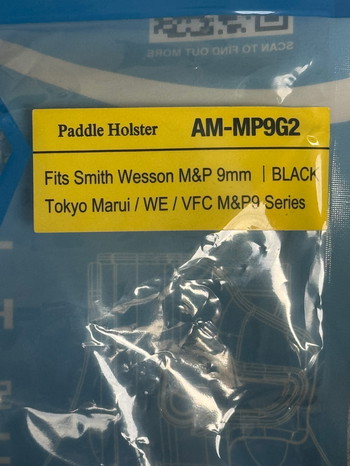 SCAN TO FIND OUT MORE
Paddle Holster AM-MP9G2
Fits Smith Wesson M&P 9mm | BLACK
Tokyo Marui / WE / VFC M&P9 Series